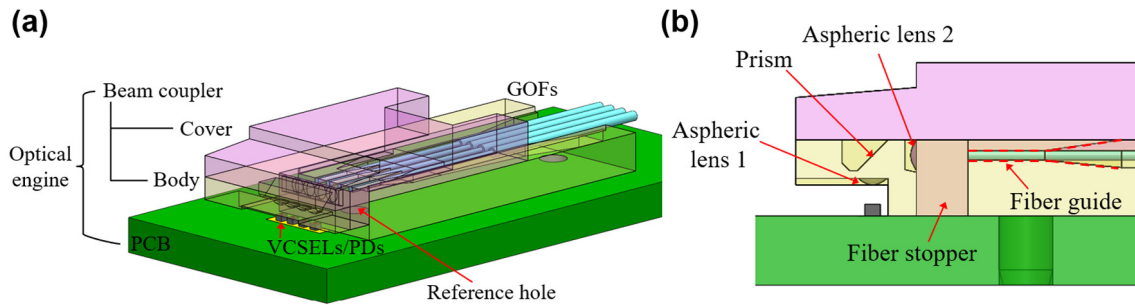 (a)
Beam coupler
Cover
Optical
engine
Body
PCB
GOFs
VCSELs/PDs
Reference hole
(b)
Aspheric lens 2
Prism
Aspheric
lens 1
Fiber guide
Fiber stopper